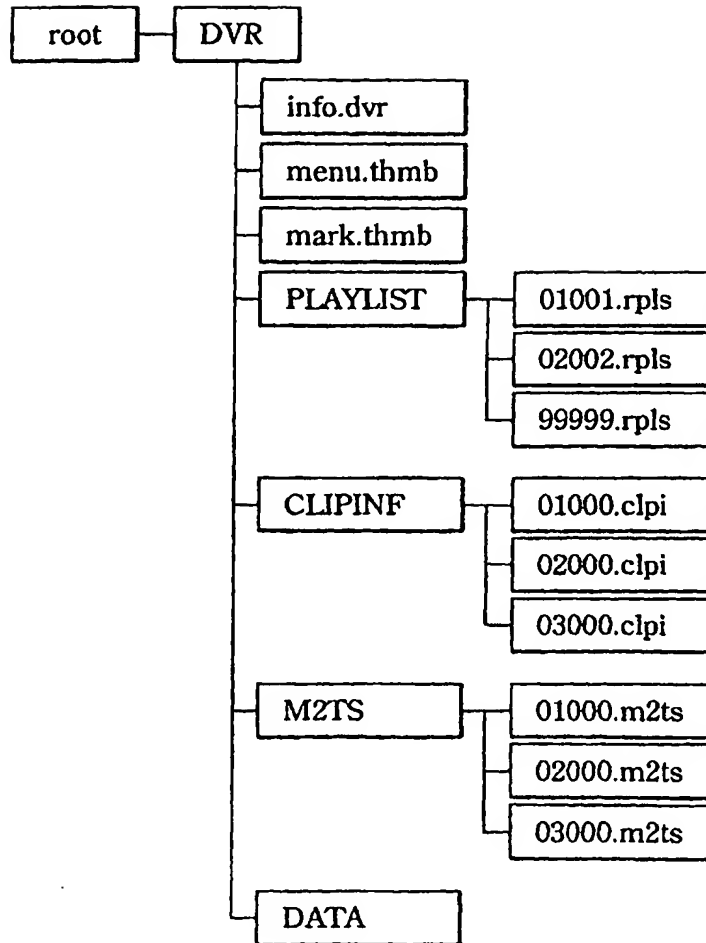 root DVR
info.dvr
menu.thmb
mark.thmb
PLAYLIST 01001.rpls
02002.rpls
99999.rpls
CLIPINF 01000.clpi
02000.clpi
03000.clpi
M2TS 01000.m2ts
02000.m2ts
03000.m2ts
DATA